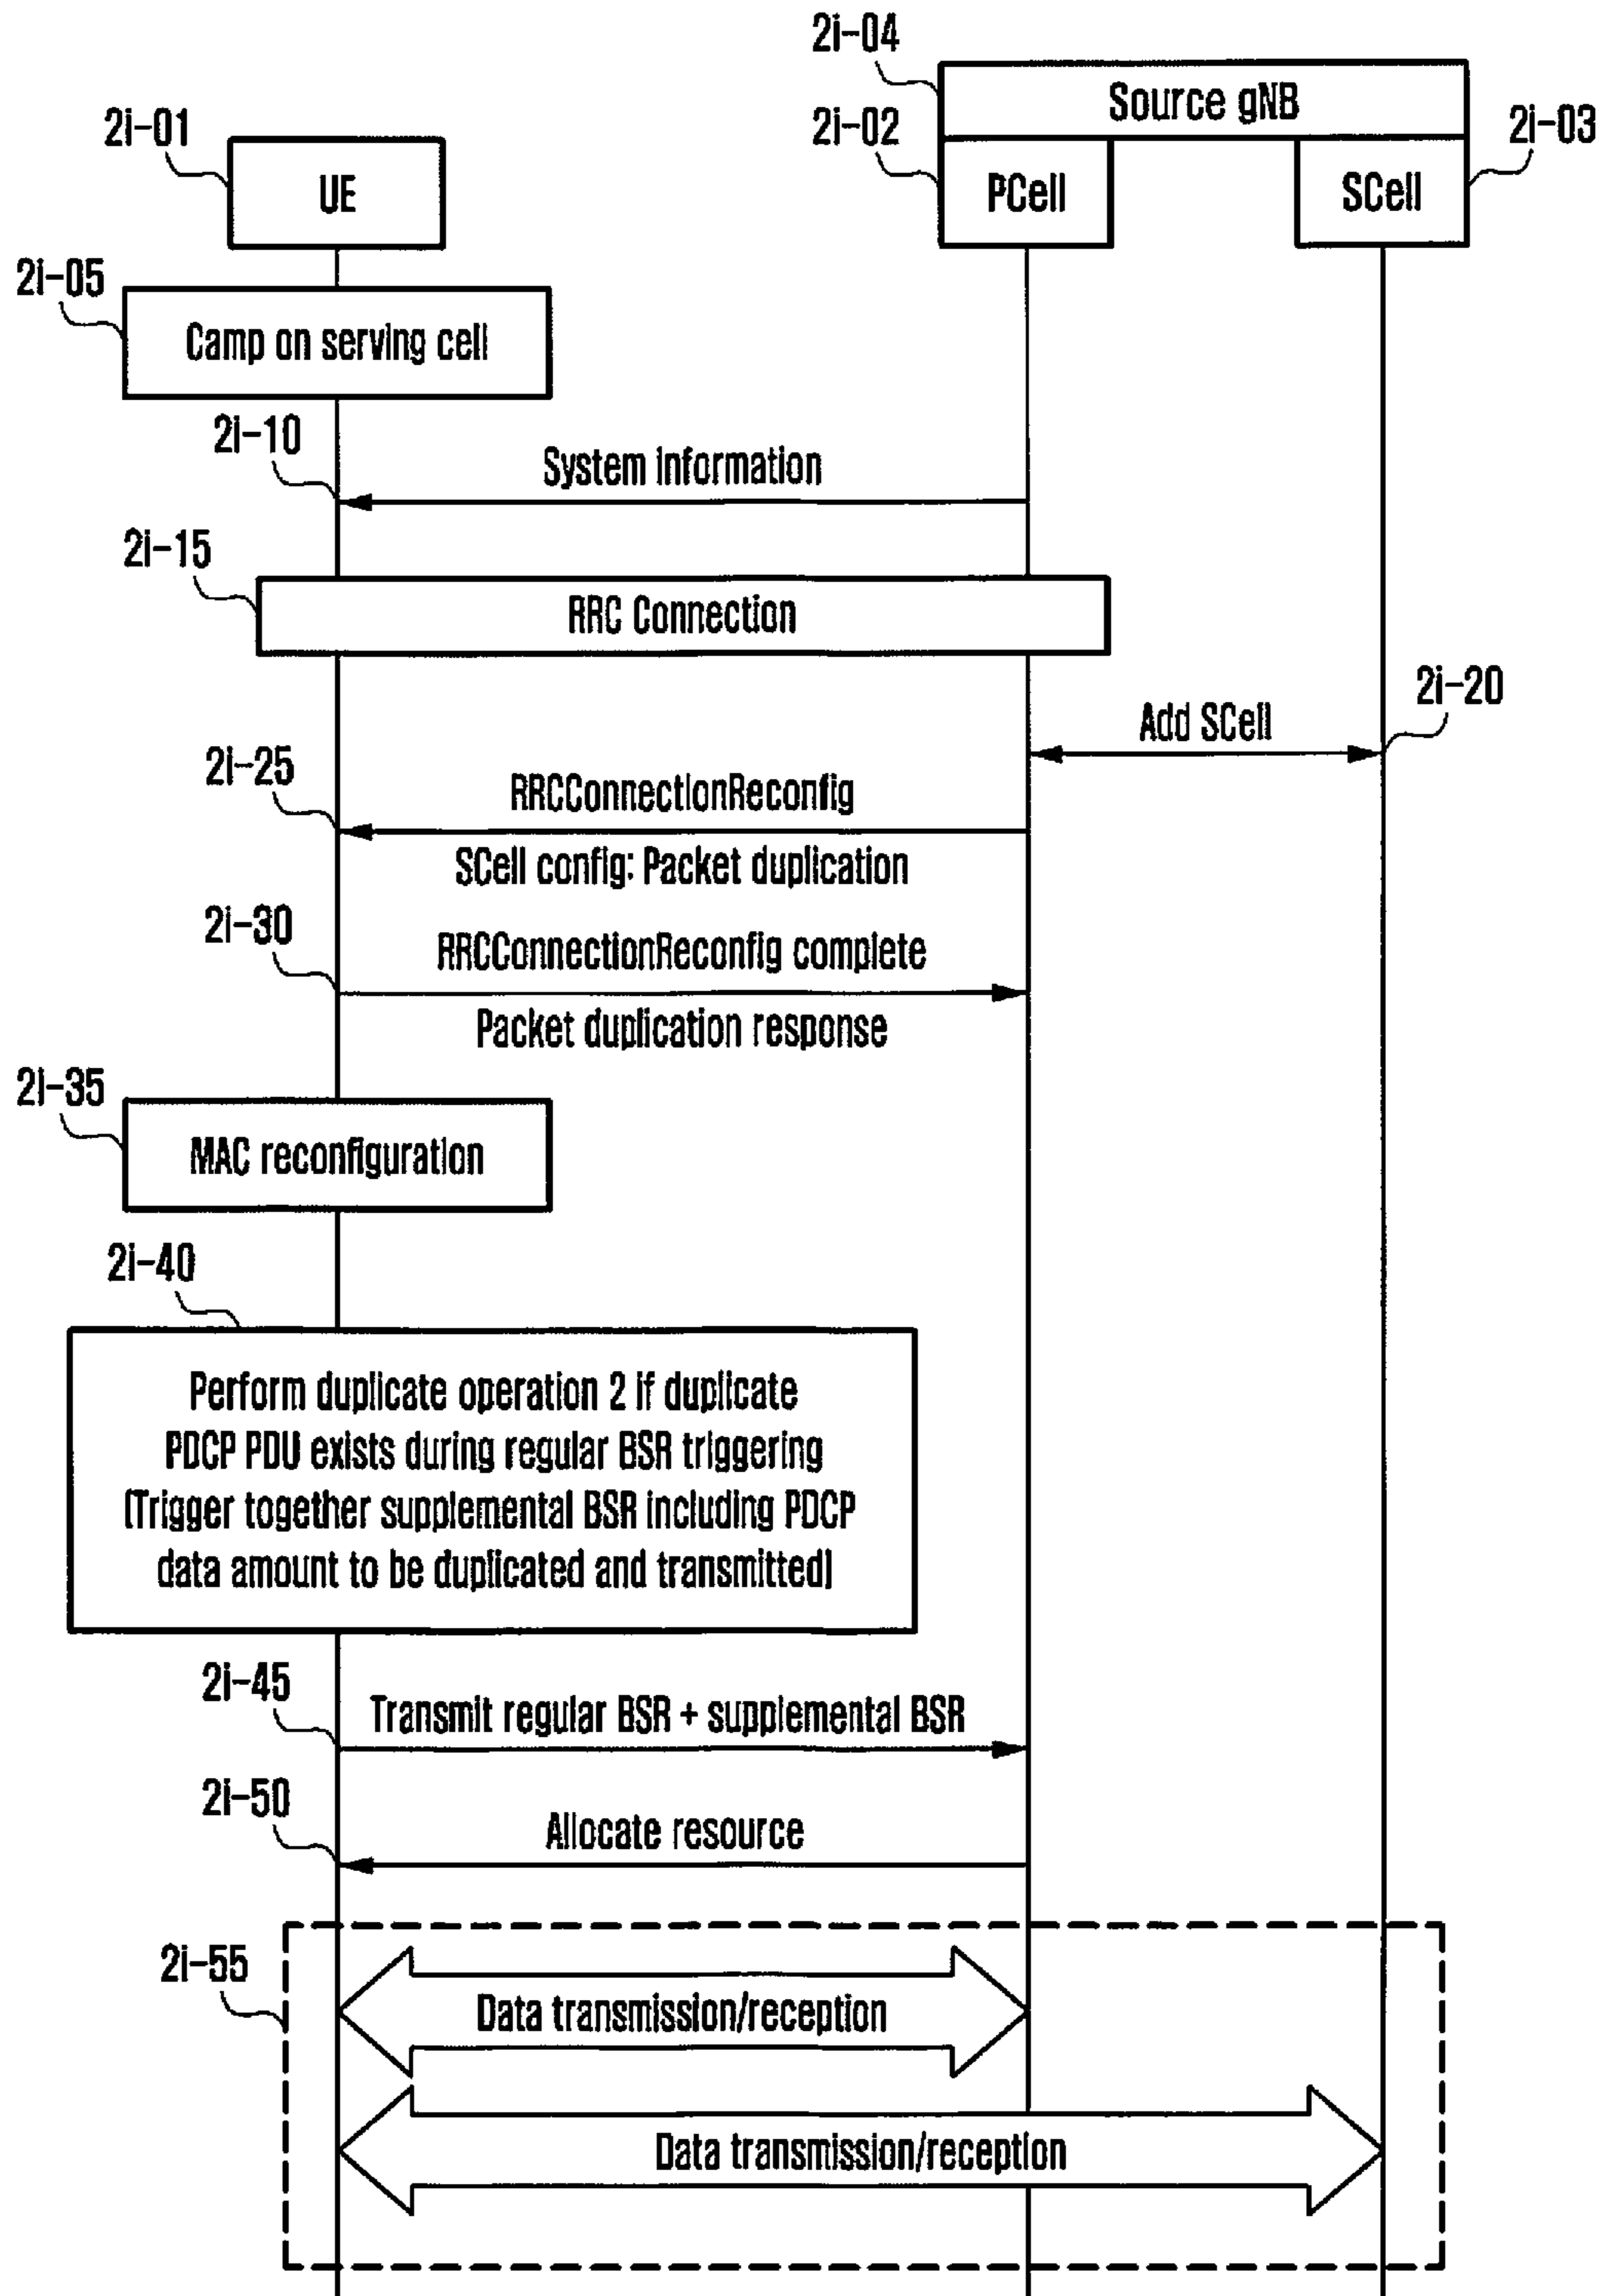 2i-04
Source gNB
2i-01
2i-02
2i-03
UE
PCell
SCell
2i-05
Camp on serving cell
2i-10
System information
2i-15
RRC Connection
2i-20
Add SCell
2i-25
RRCConnectionReconfig
SCell config: Packet duplication
2i-30
RRCConnectionReconfig complete
Packet duplication response
2i-35
MAC reconfiguration
2i-40
Perform duplicate operation 2 if duplicate
PDCP PDU exists during regular BSR triggering
(Trigger together supplemental BSR including PDCP
data amount to be duplicated and transmitted)
2i-45
Transmit regular BSR + supplemental BSR
2i-50
Allocate resource
2i-55
Data transmission/reception
Data transmission/reception